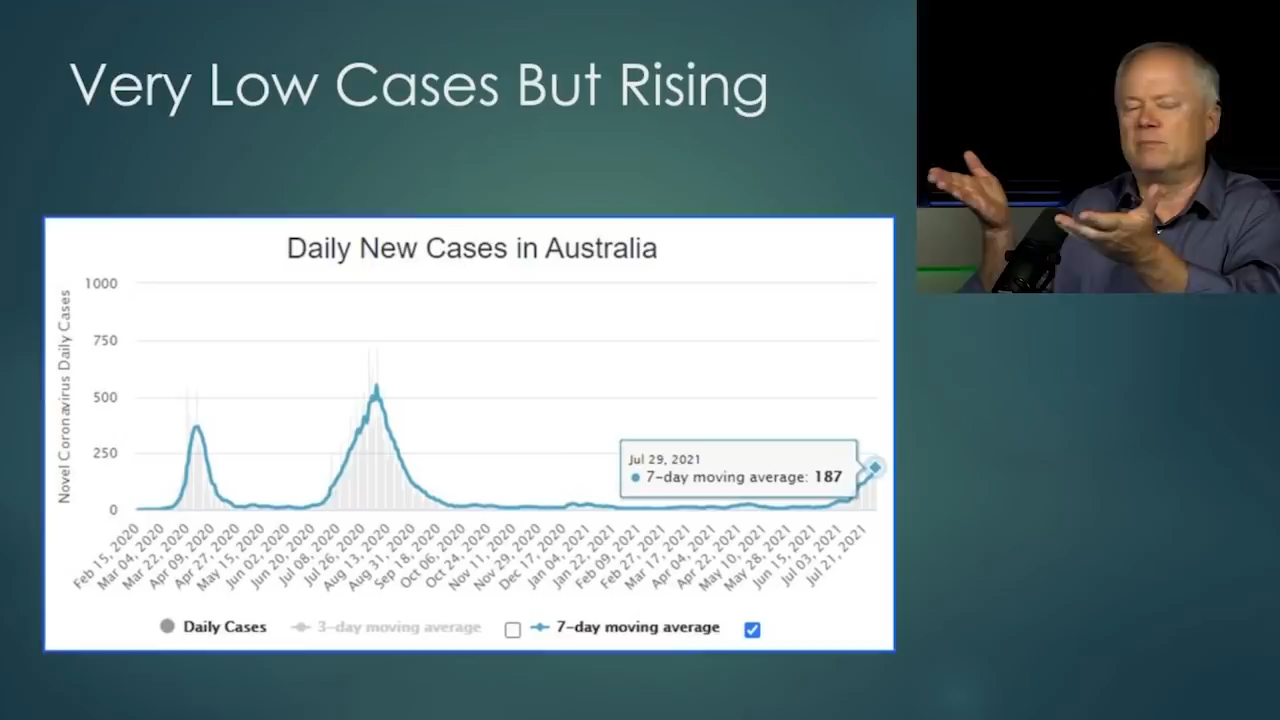 Very Low Cases But Rising
Daily New Cases in Australia
Novel Coronavirus Daily Cases
1000
750
500
250
0
Jul 29, 2021
7-day moving average: 187
Feb 15, 2020
Mar 04, 2020
Mar 22, 2020
Apr 09, 2020
Apr 27, 2020
May 15, 2020
Jun 02, 2020
Jun 20, 2020
Jul 08, 2020
Jul 26, 2020
Aug 13, 2020
Aug 31, 2020
Sep 18, 2020
Oct 06, 2020
Oct 24, 2020
Nov 11, 2020
Nov 29, 2020
Dec 17, 2020
Jan 04, 2021
Jan 22, 2021
Feb 09, 2021
Feb 27, 2021
Mar 17, 2021
Apr 04, 2021
Apr 22, 2021
May 10, 2021
May 28, 2021
Jun 15, 2021
Jul 03, 2021
Jul 21, 2021
Daily Cases
3-day moving average
7-day moving average